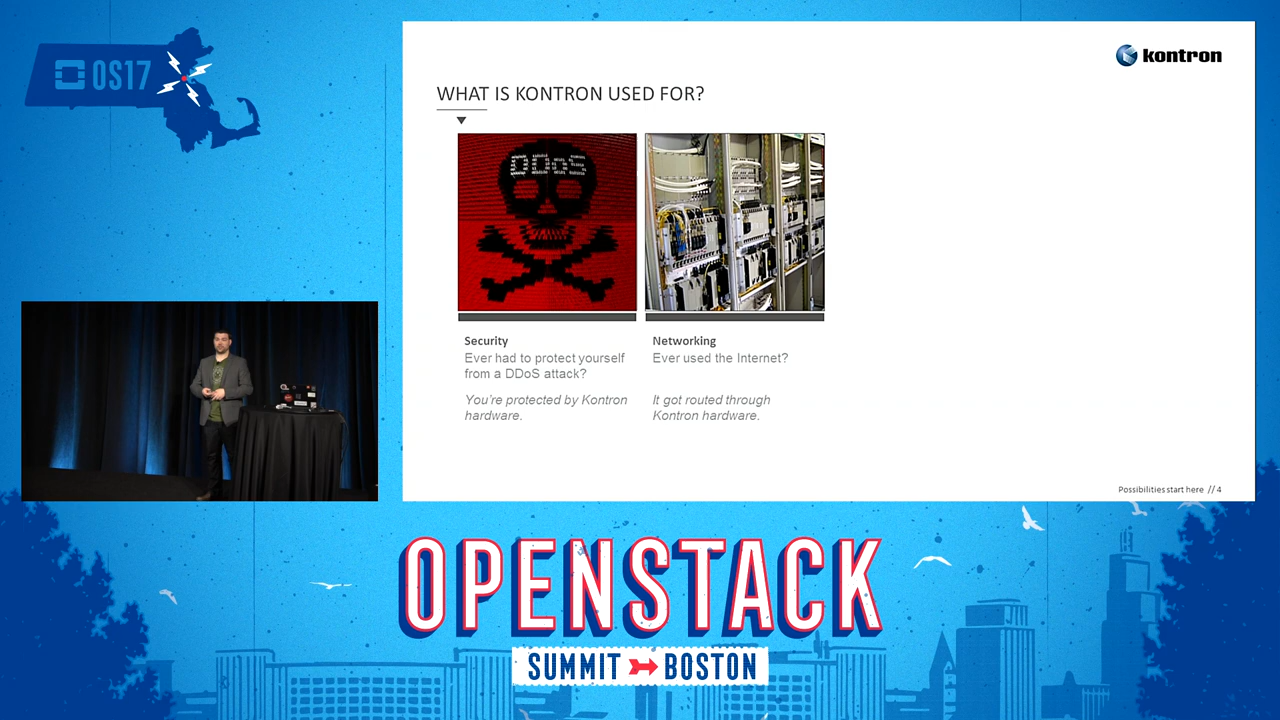 OS17
kontron
WHAT IS KONTRON USED FOR?
Security
Ever had to protect yourself
from a DDoS attack?
You're protected by Kontron
hardware.
Networking
Ever used the Internet?
It got routed through
Kontron hardware.
Possibilities start here // 4
OPENSTACK
SUMMIT BOSTON